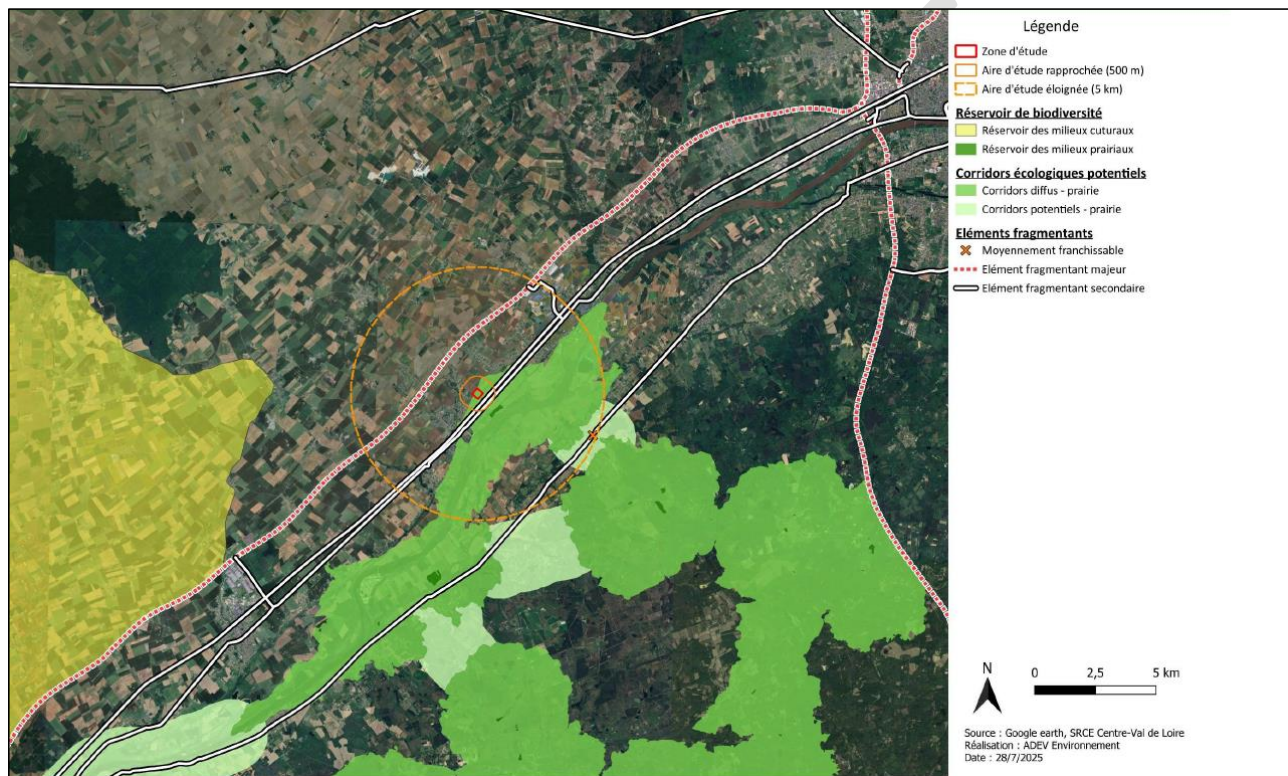 Légende
Zone d'étude
Aire d'étude rapprochée (500 m)
Aire d'étude éloignée (5 km)
Réservoir de biodiversité
Réservoir des milieux cuturaux
Réservoir des milieux prairiaux
Corridors écologiques potentiels
Corridors diffus - prairie
Corridors potentiels - prairie
Eléments fragmentants
Moyennement franchissable
Elément fragmentant majeur
Elément fragmentant secondaire
N
0 2,5 5 km
Source : Google earth, SRCE Centre-Val de Loire
Réalisation : ADEV Environnement
Date : 28/7/2025